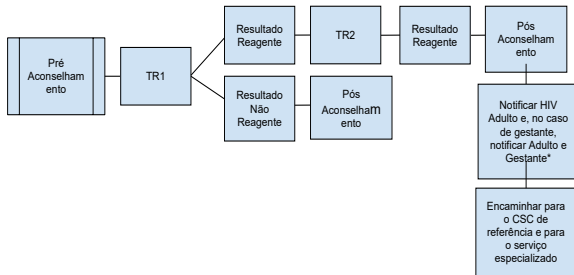 Pré
Aconselham
ento
TR1
Resultado
Reagente
TR2
Resultado
Reagente
Pós
Aconselham
ento
Resultado
Não
Reagente
Pós
Aconselham
ento
Notificar HIV
Adulto e, no caso
de gestante,
notificar Adulto e
Gestante*
Encaminhar para
o CSC de
referência e para
o serviço
especializado